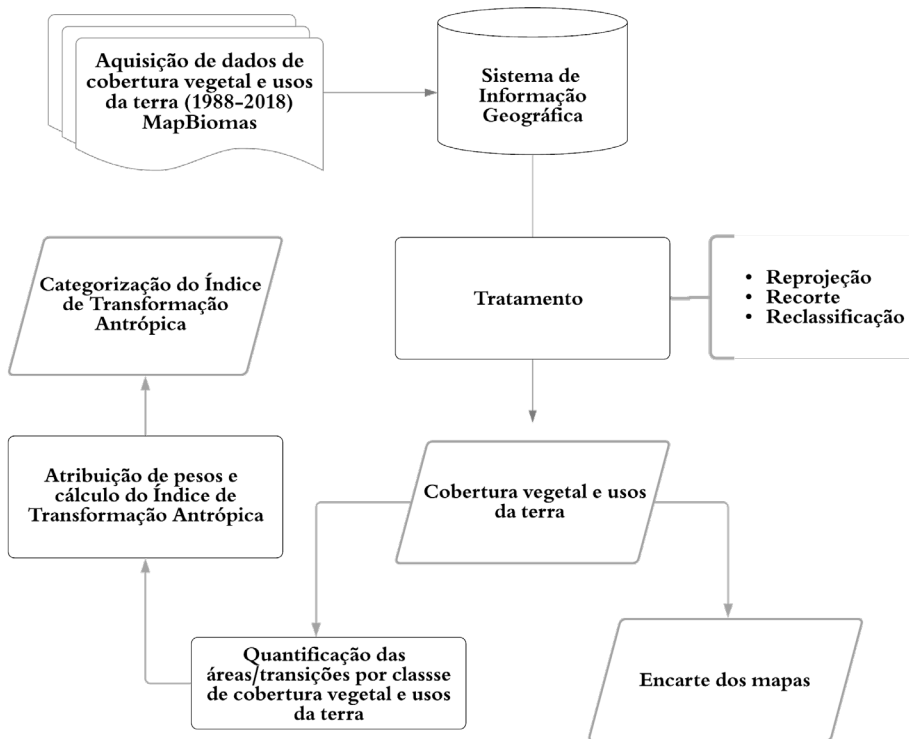 Aquisição de dados de
cobertura vegetal e usos
da terra (1988-2018)
MapBiomas
Sistema de
Informação
Geográfica
Tratamento
• Reprojeção
• Recorte
• Reclassificação
Cobertura vegetal e usos
da terra
Categorização do Índice
de Transformação
Antrópica
Atribuição de pesos e
cálculo do Índice de
Transformação Antrópica
Quantificação das
áreas/transições por classse
de cobertura vegetal e usos
da terra
Encarte dos mapas